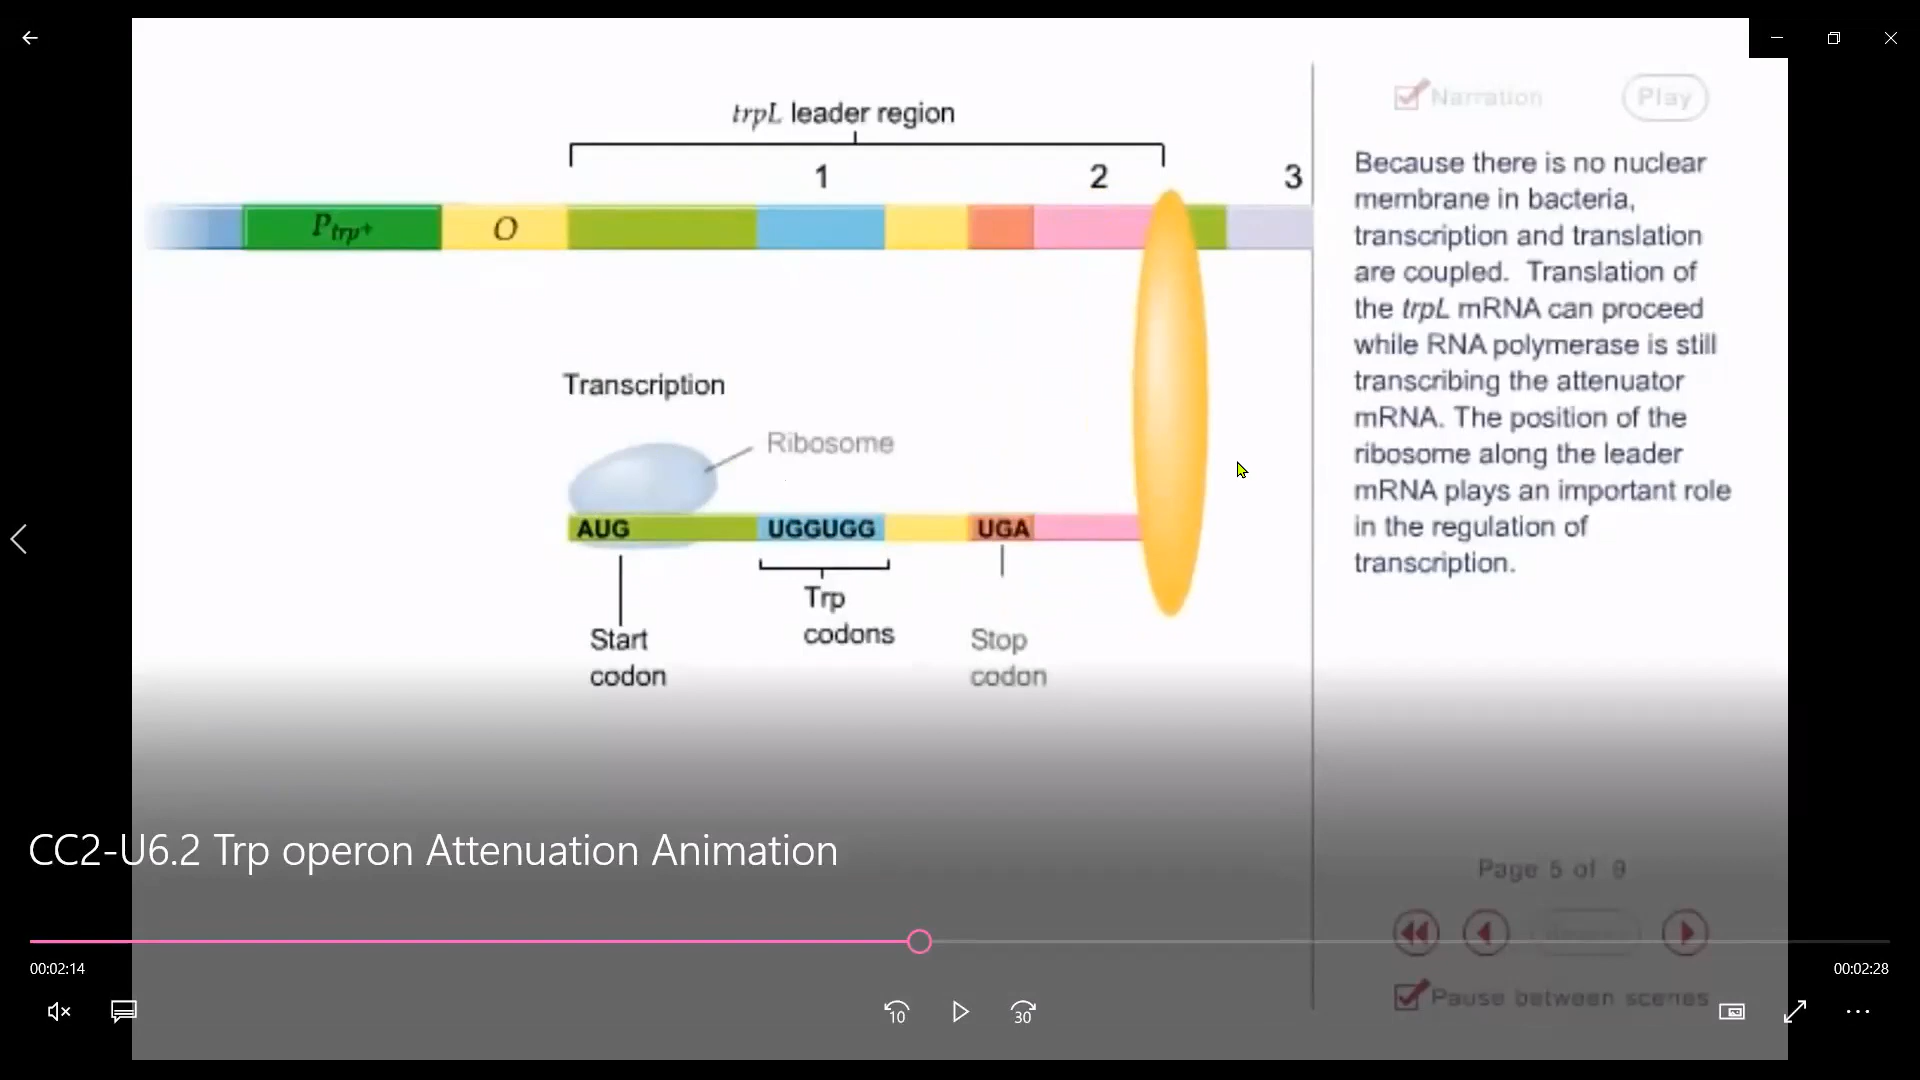 trpL leader region
1
2
3
Ptrp+
O
Transcription
Ribosome
AUG
UGGUGG
UGA
Trp
codons
Start
codon
Stop
codon
Narration
Play
Because there is no nuclear
membrane in bacteria,
transcription and translation
are coupled. Translation of
the trpL mRNA can proceed
while RNA polymerase is still
transcribing the attenuator
mRNA. The position of the
ribosome along the leader
mRNA plays an important role
in the regulation of
transcription.
CC2-U6.2 Trp operon Attenuation Animation
Page 5 of 9
00:02:14
00:02:28
Pause between scenes
10
30